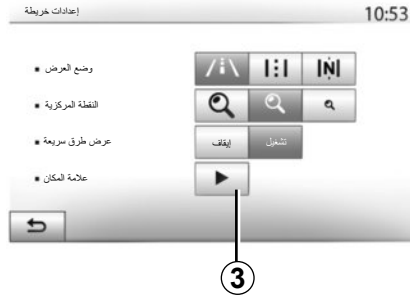 إعدادات خريطة 10:53
وضع العرض
النقطة المركزية
عرض طرق سريعة إيقاف تشغيل
علامة المكان
3